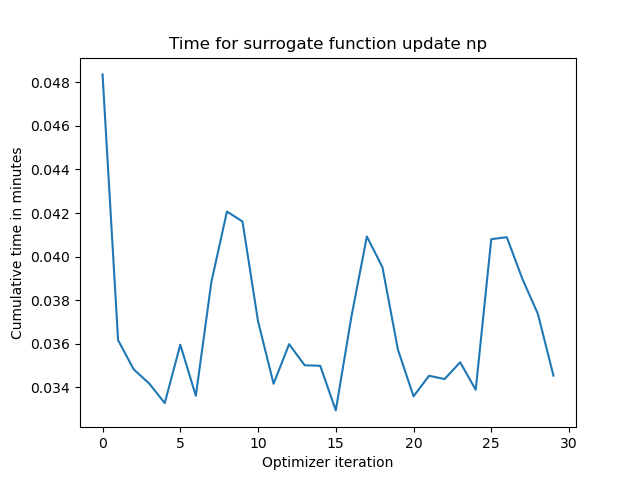 Time for surrogate function update np
Cumulative time in minutes
0.048
0.046
0.044
0.042
0.040
0.038
0.036
0.034
0 5 10 15 20 25 30
Optimizer iteration